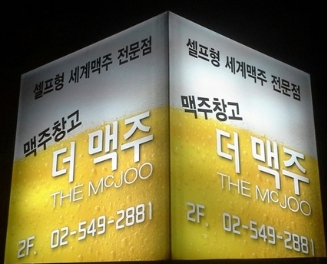 셀프형 세계맥주 전문점
맥주창고
더 맥주
THE McJOO
2F. 02-549-2881
셀프형 세계맥주 전문점
맥주창고
더 맥주
THE McJOO
2F. 02-549-2881